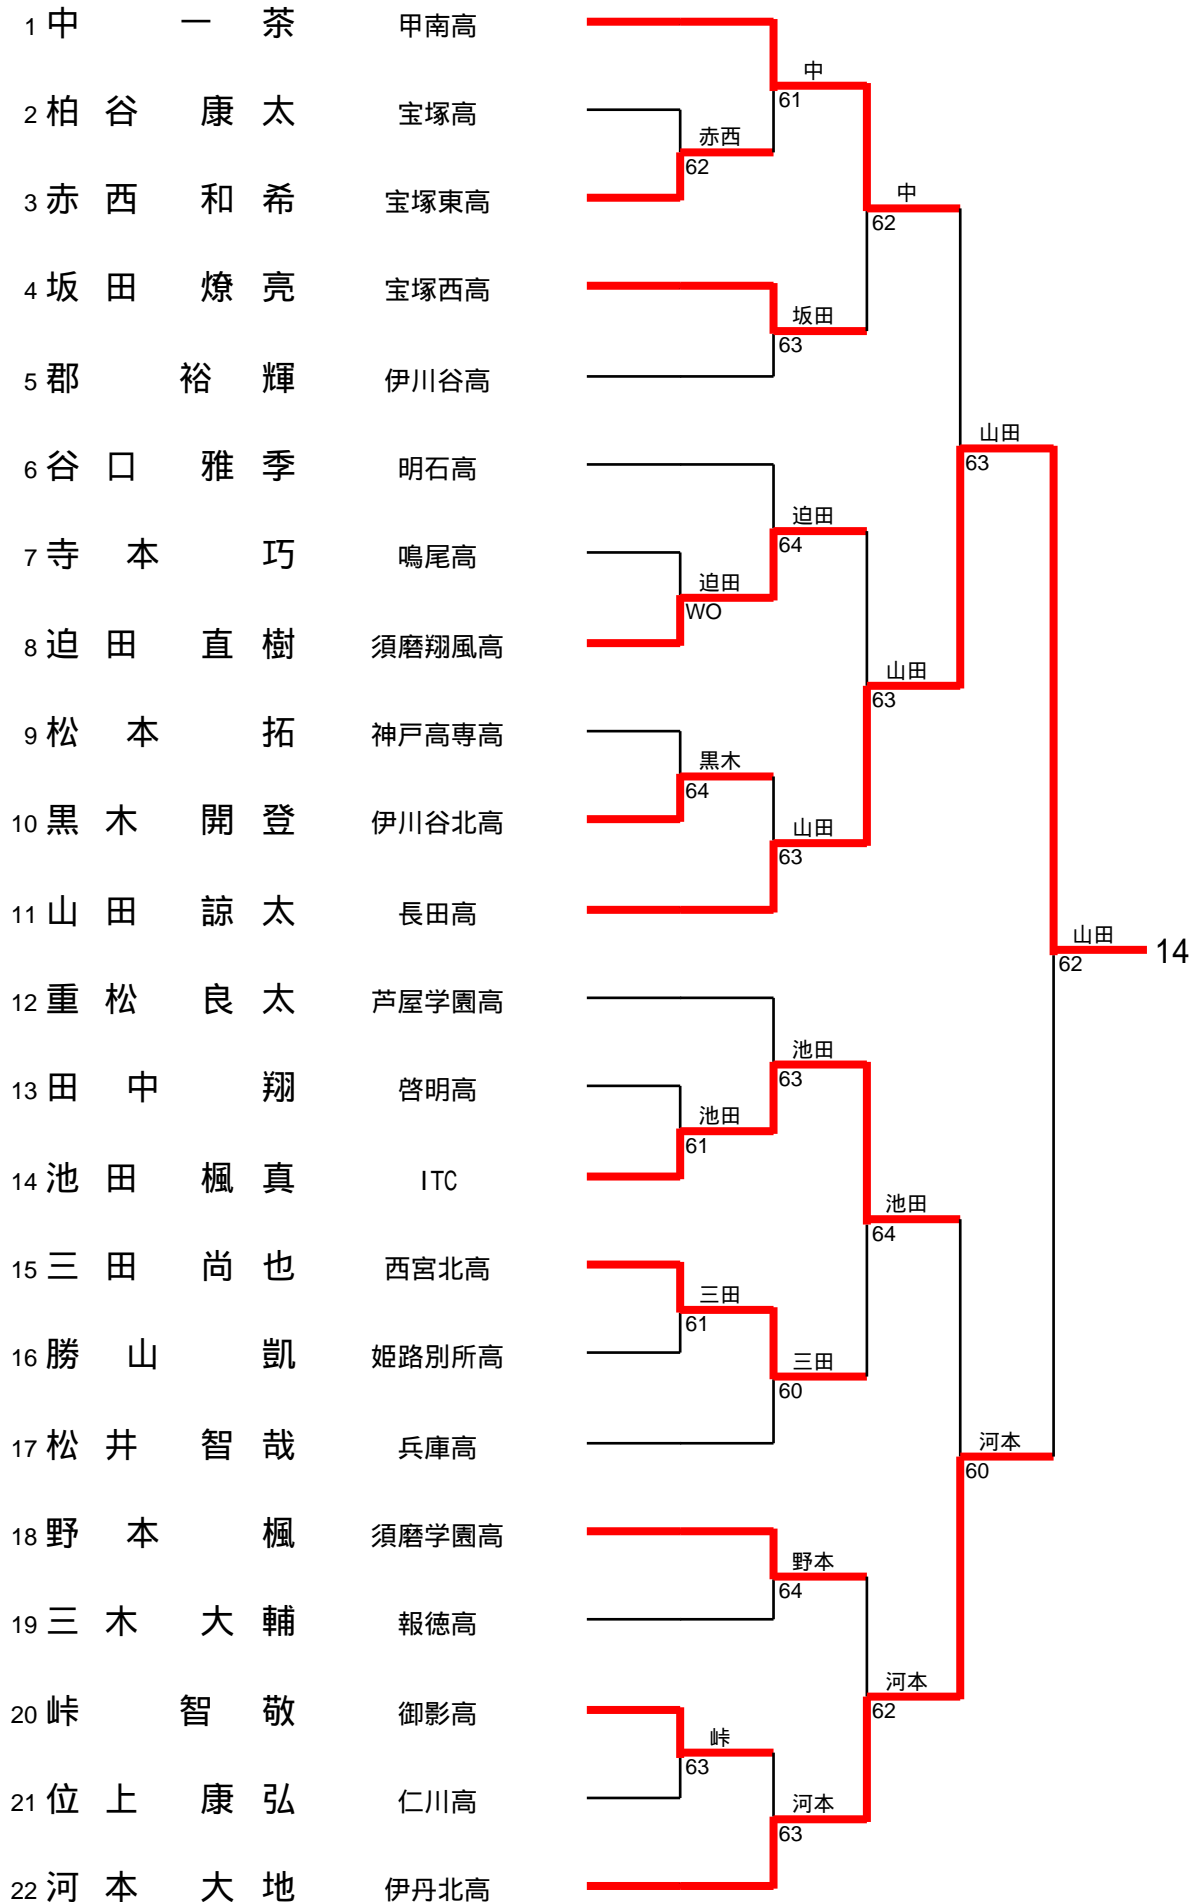 1 中 一 茶 甲南高
中
61
2 柏 谷 康 太 宝塚高
赤西
62
3 赤 西 和 希 宝塚東高
中
62
4 坂 田 燎 亮 宝塚西高
坂田
63
5 郡 裕 輝 伊川谷高
山田
63
6 谷 口 雅 季 明石高
迫田
64
7 寺 本 巧 鳴尾高
迫田
WO
8 迫 田 直 樹 須磨翔風高
山田
63
9 松 本 拓 神戸高専高
黒木
64
10 黒 木 開 登 伊川谷北高
山田
63
11 山 田 諒 太 長田高
山田
62
14
12 重 松 良 太 芦屋学園高
池田
63
13 田 中 翔 啓明高
池田
61
14 池 田 楓 真 ITC
池田
64
15 三 田 尚 也 西宮北高
三田
61
16 勝 山 凱 姫路別所高
三田
60
17 松 井 智 哉 兵庫高
河本
60
18 野 本 楓 須磨学園高
野本
64
19 三 木 大 輔 報徳高
河本
62
20 峠 智 敬 御影高
峠
63
21 位 上 康 弘 仁川高
河本
63
22 河 本 大 地 伊丹北高